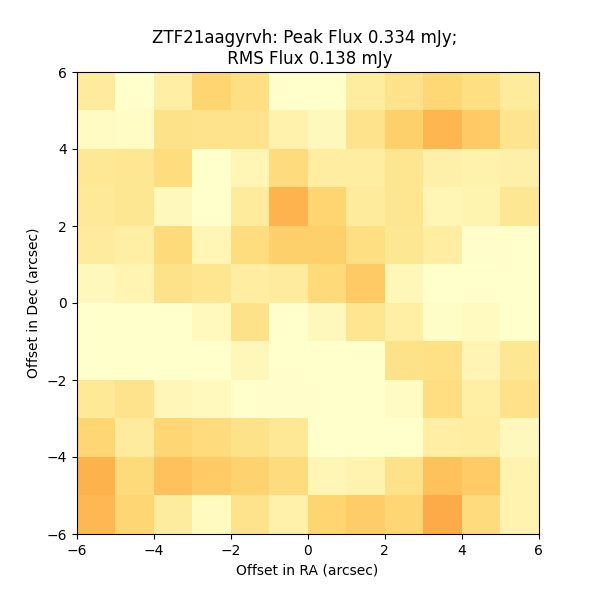 ZTF21aagyrvh: Peak Flux 0.334 mJy;
RMS Flux 0.138 mJy
6
4
2
0
−2
−4
−6
Offset in Dec (arcsec)
−6 −4 −2 0 2 4 6
Offset in RA (arcsec)